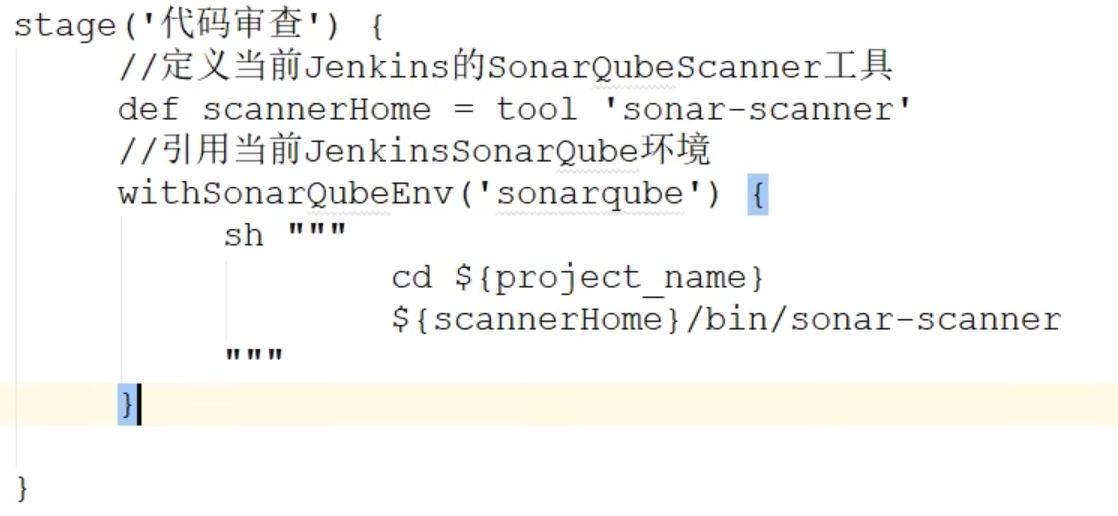 stage('代码审查') {
//定义当前Jenkins的SonarQubeScanner工具
def scannerHome = tool 'sonar-scanner'
//引用当前JenkinsSonarQube环境
withSonarQubeEnv('sonarqube') {
sh """
cd ${project_name}
${scannerHome}/bin/sonar-scanner
"""
}
}